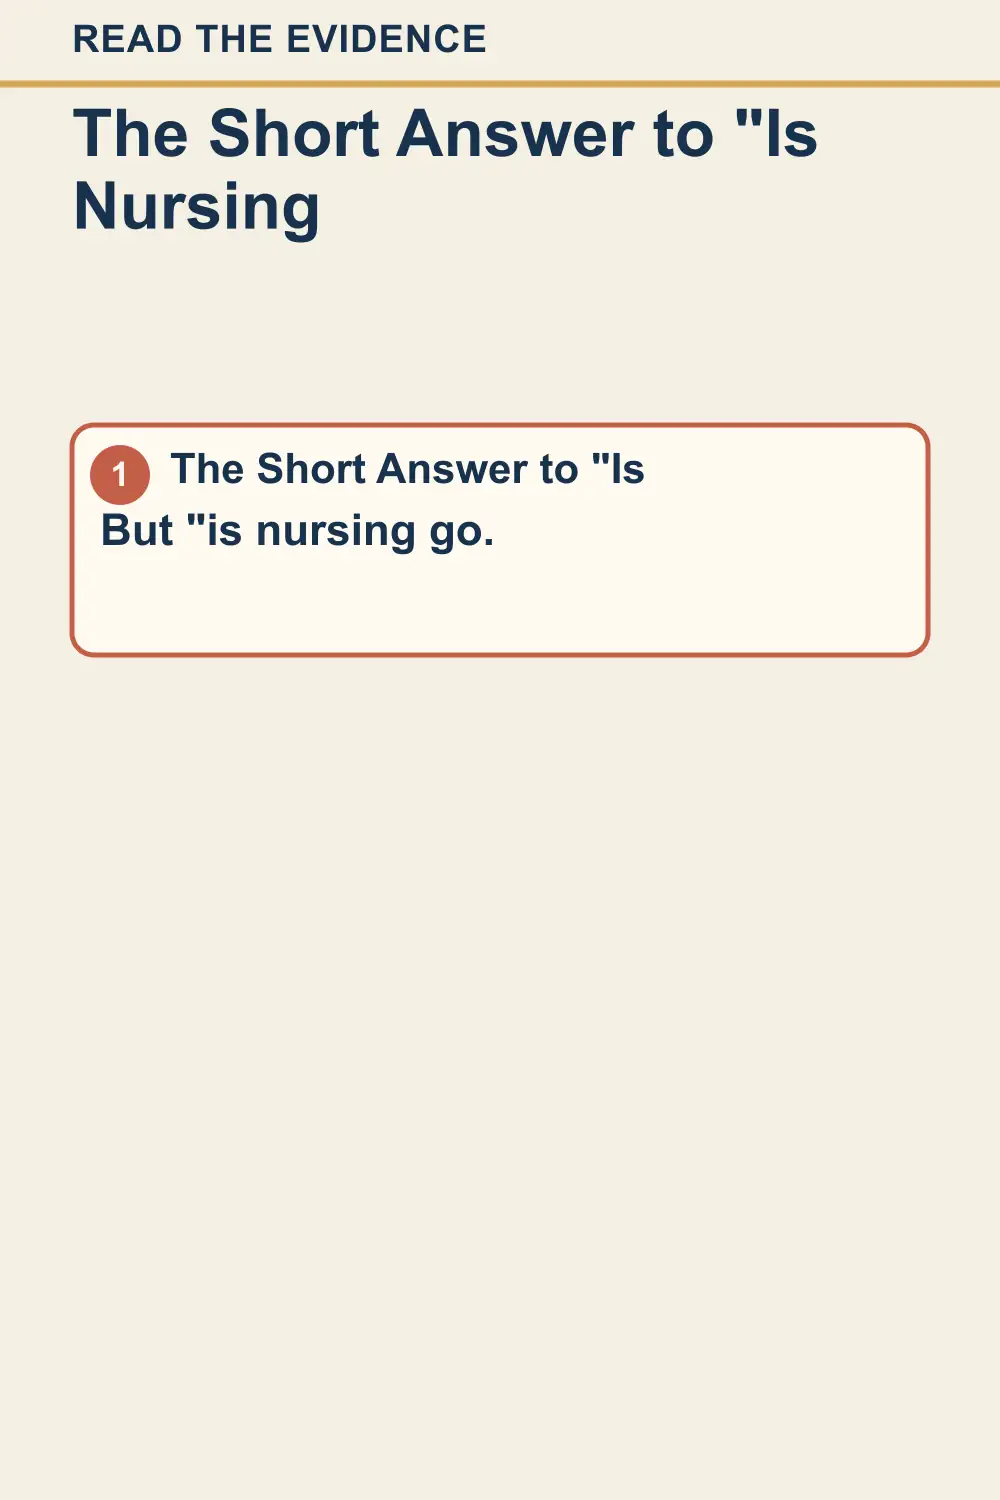 READ THE EVIDENCE
The Short Answer to "Is
Nursing
1 The Short Answer to "Is
But "is nursing go.